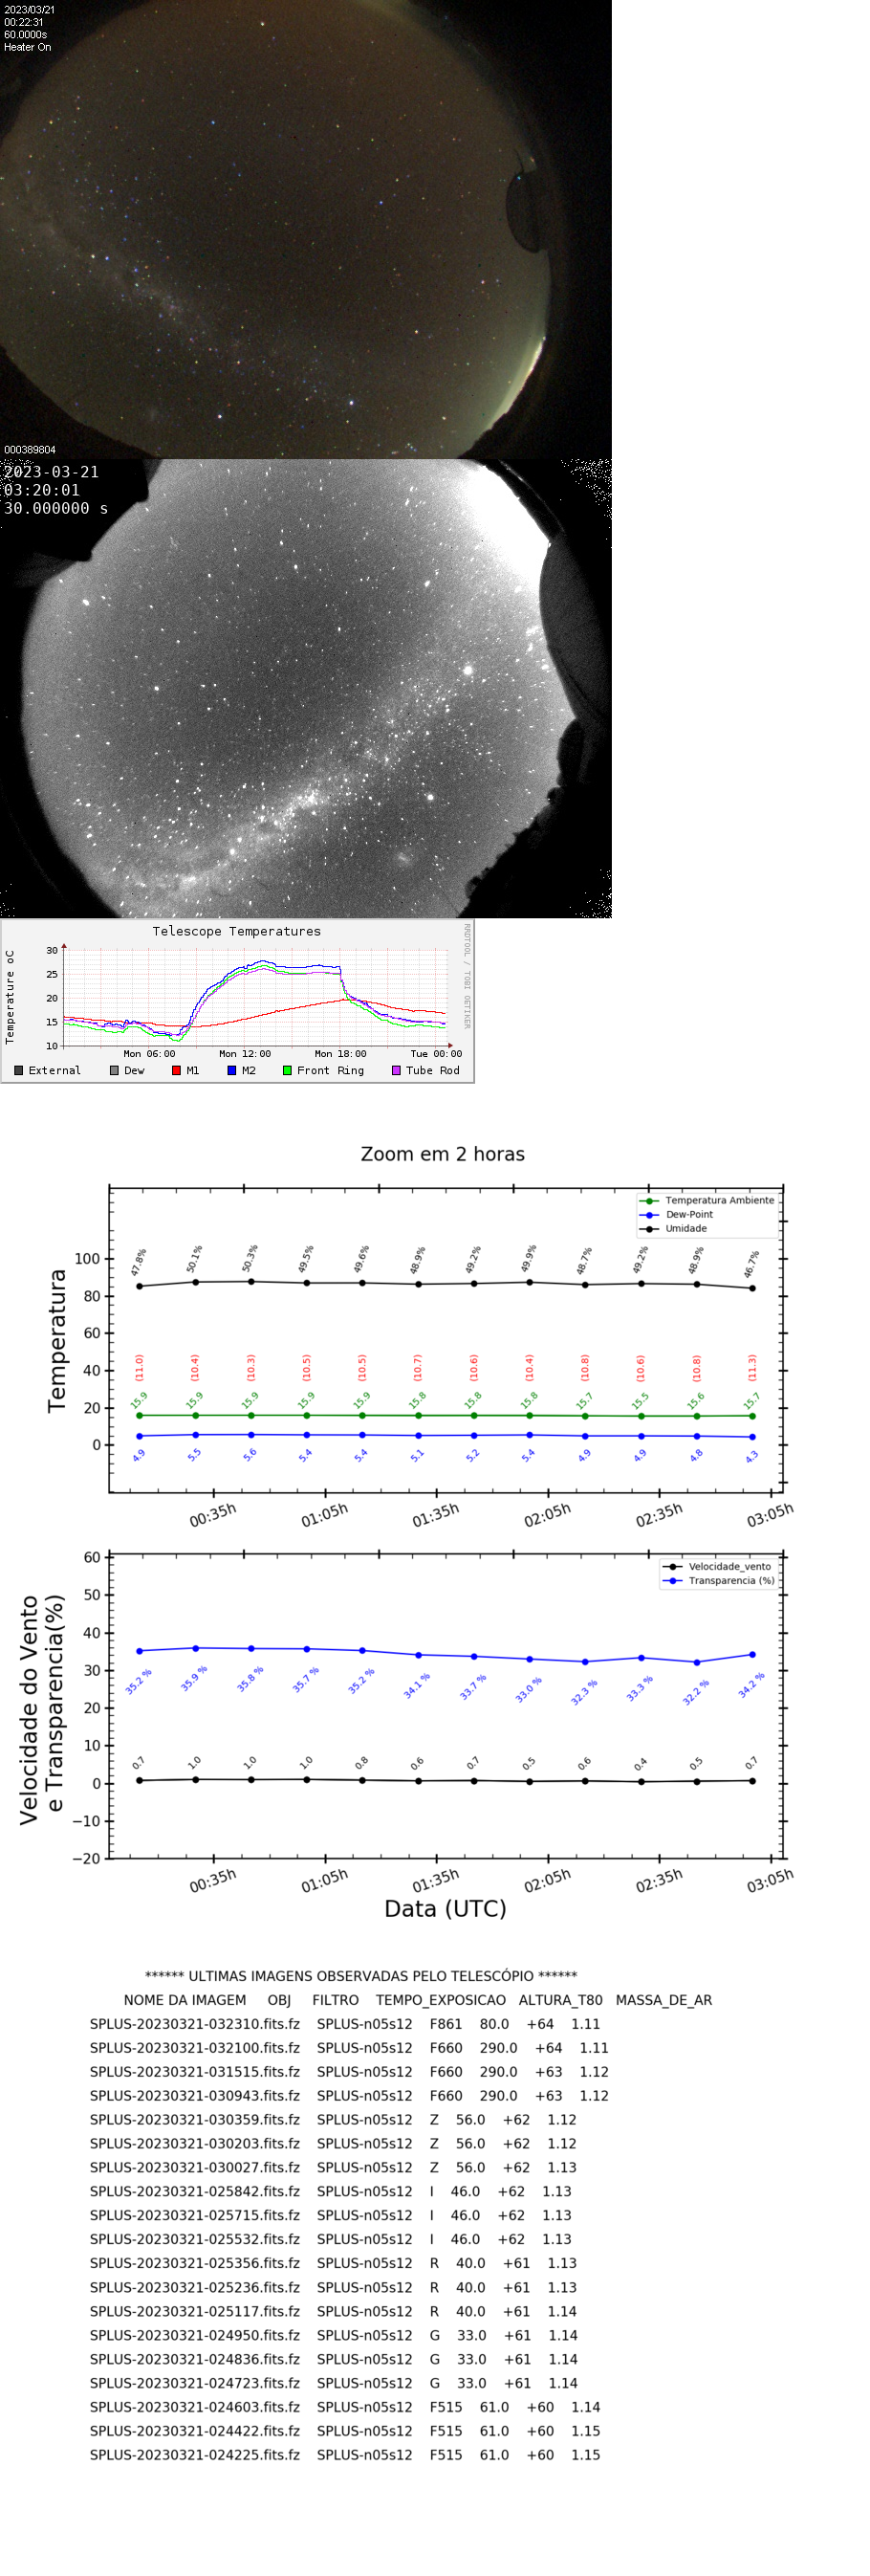 2023/03/21
00:22:31
60.0000s
Heater On
000389804
2023-03-21
03:20:01
30.000000 s
Telescope Temperatures
RRDTOOL / TOBI OETIKER
Temperature oC
30
25
20
15
10
Mon 06:00 Mon 12:00 Mon 18:00 Tue 00:00
External Dew M1 M2 Front Ring Tube Rod
Zoom em 2 horas
Temperatura Ambiente
Dew-Point
Umidade
Temperatura
100
80
60
40
20
0
47.8% 50.1% 50.3% 49.5% 49.6% 48.9% 49.2% 49.9% 48.7% 49.2% 48.9% 46.7%
(11.0) (10.4) (10.3) (10.5) (10.5) (10.7) (10.6) (10.4) (10.8) (10.6) (10.8) (11.3)
15.9 15.9 15.9 15.9 15.9 15.8 15.8 15.8 15.7 15.5 15.6 15.7
4.9 5.5 5.6 5.4 5.4 5.1 5.2 5.4 4.9 4.9 4.8 4.3
00:35h 01:05h 01:35h 02:05h 02:35h 03:05h
Velocidade_vento
Transparencia (%)
Velocidade do Vento
e Transparencia(%)
60
50
40
30
20
10
0
−10
−20
35.2 % 35.9 % 35.8 % 35.7 % 35.2 % 34.1 % 33.7 % 33.0 % 32.3 % 33.3 % 32.2 % 34.2 %
0.7 1.0 1.0 1.0 0.8 0.6 0.7 0.5 0.6 0.4 0.5 0.7
00:35h 01:05h 01:35h 02:05h 02:35h 03:05h
Data (UTC)
****** ULTIMAS IMAGENS OBSERVADAS PELO TELESCÓPIO ******
NOME DA IMAGEM OBJ FILTRO TEMPO_EXPOSICAO ALTURA_T80 MASSA_DE_AR
SPLUS-20230321-032310.fits.fz SPLUS-n05s12 F861 80.0 +64 1.11
SPLUS-20230321-032100.fits.fz SPLUS-n05s12 F660 290.0 +64 1.11
SPLUS-20230321-031515.fits.fz SPLUS-n05s12 F660 290.0 +63 1.12
SPLUS-20230321-030943.fits.fz SPLUS-n05s12 F660 290.0 +63 1.12
SPLUS-20230321-030359.fits.fz SPLUS-n05s12 Z 56.0 +62 1.12
SPLUS-20230321-030203.fits.fz SPLUS-n05s12 Z 56.0 +62 1.12
SPLUS-20230321-030027.fits.fz SPLUS-n05s12 Z 56.0 +62 1.13
SPLUS-20230321-025842.fits.fz SPLUS-n05s12 I 46.0 +62 1.13
SPLUS-20230321-025715.fits.fz SPLUS-n05s12 I 46.0 +62 1.13
SPLUS-20230321-025532.fits.fz SPLUS-n05s12 I 46.0 +62 1.13
SPLUS-20230321-025356.fits.fz SPLUS-n05s12 R 40.0 +61 1.13
SPLUS-20230321-025236.fits.fz SPLUS-n05s12 R 40.0 +61 1.13
SPLUS-20230321-025117.fits.fz SPLUS-n05s12 R 40.0 +61 1.14
SPLUS-20230321-024950.fits.fz SPLUS-n05s12 G 33.0 +61 1.14
SPLUS-20230321-024836.fits.fz SPLUS-n05s12 G 33.0 +61 1.14
SPLUS-20230321-024723.fits.fz SPLUS-n05s12 G 33.0 +61 1.14
SPLUS-20230321-024603.fits.fz SPLUS-n05s12 F515 61.0 +60 1.14
SPLUS-20230321-024422.fits.fz SPLUS-n05s12 F515 61.0 +60 1.15
SPLUS-20230321-024225.fits.fz SPLUS-n05s12 F515 61.0 +60 1.15